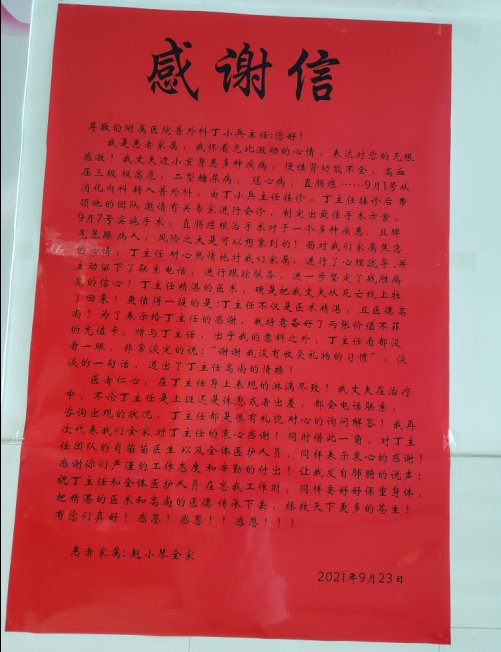 感谢信
尊敬的附属医院普外科丁小兵主任:您好!
我是患者家属,我怀着无比激动的心情,表达对您的无限
感激!我丈夫边小京身患多种疾病,慢性肾功能不全,高血
压三级极高危,二型糖尿病,冠心病,直肠癌……9月1号从
消化内科转入普外科。由丁小兵主任接诊。丁主任接诊后带
领他的团队邀请有关专家进行会诊,制定出最佳手术方案。
9月7号实施手术。直肠癌根治手术对于一个多种疾患,且脾
气暴躁病人,风险之大是可以想象到的!面对我们家属焦急
的心情,丁主任耐心热情地对我们家属,进行了心理疏导,并
主动留下了联系电话,进行跟踪服务,进一步坚定了战胜病
魔的信心!丁主任精湛的医术,硬是把我丈夫从死亡线上拉
了回来!更值得一提的是:丁主任不仅是医术精湛,且医德高
尚!为了表示给丁主任的感谢,我特意备好了两张价值不菲
的充值卡,赠与丁主任,出乎我的意料之外,丁主任看都没
看一眼,非常淡定的说:“谢谢我没有收受礼物的习惯”。淡
淡的一句话,道出了丁主任高尚的情操!
医者仁心,在丁主任身上表现的淋漓尽致!我丈夫在治疗
中,不论丁主任是上班还是休息或者出差,都会电话联系,
咨询出现的状况,丁主任都是很有礼貌耐心的询问解答!我再
次代表我们全家对丁主任的衷心感谢!同时借此一角,对丁主
任团队的肖苗苗医生以及全体医护人员,同样表示衷心的感谢!
感谢你们严谨的工作态度和辛勤的付出!让我发自肺腑的说声:
祝丁主任和全体医护人员在忘我工作时,同样要好好保重身体,
把精湛的医术和高尚的医德传承下去,拯救天下更多的苍生!
有您们真好!感恩!感恩!!感恩!!!
患者家属:赵小琴全家
2021年9月23日